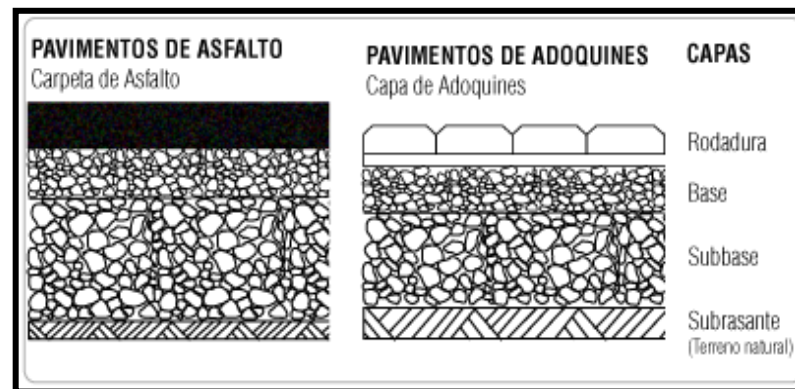 PAVIMENTOS DE ASFALTO
Carpeta de Asfalto
PAVIMENTOS DE ADOQUINES
Capa de Adoquines
CAPAS
Rodadura
Base
Subbase
Subrasante
(Terreno natural)